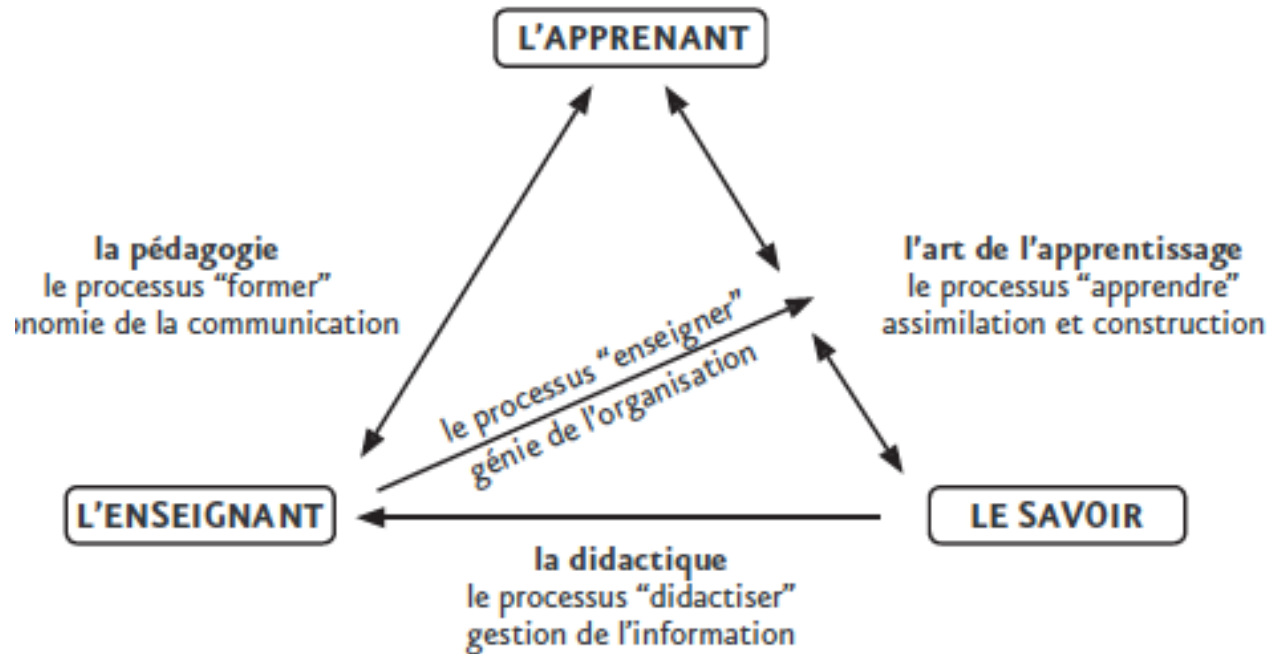 L'APPRENANT
la pédagogie
le processus “former”
onomie de la communication
l'art de l'apprentissage
le processus “apprendre”
assimilation et construction
le processus “enseigner”
génie de l'organisation
L'ENSEIGNANT
LE SAVOIR
la didactique
le processus “didactiser”
gestion de l'information